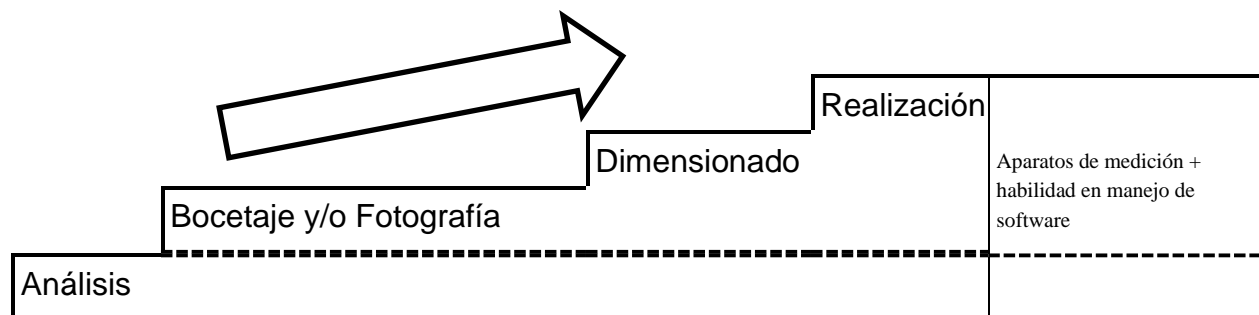 Realización
Dimensionado
Aparatos de medición +
habilidad en manejo de
software
Bocetaje y/o Fotografía
Análisis